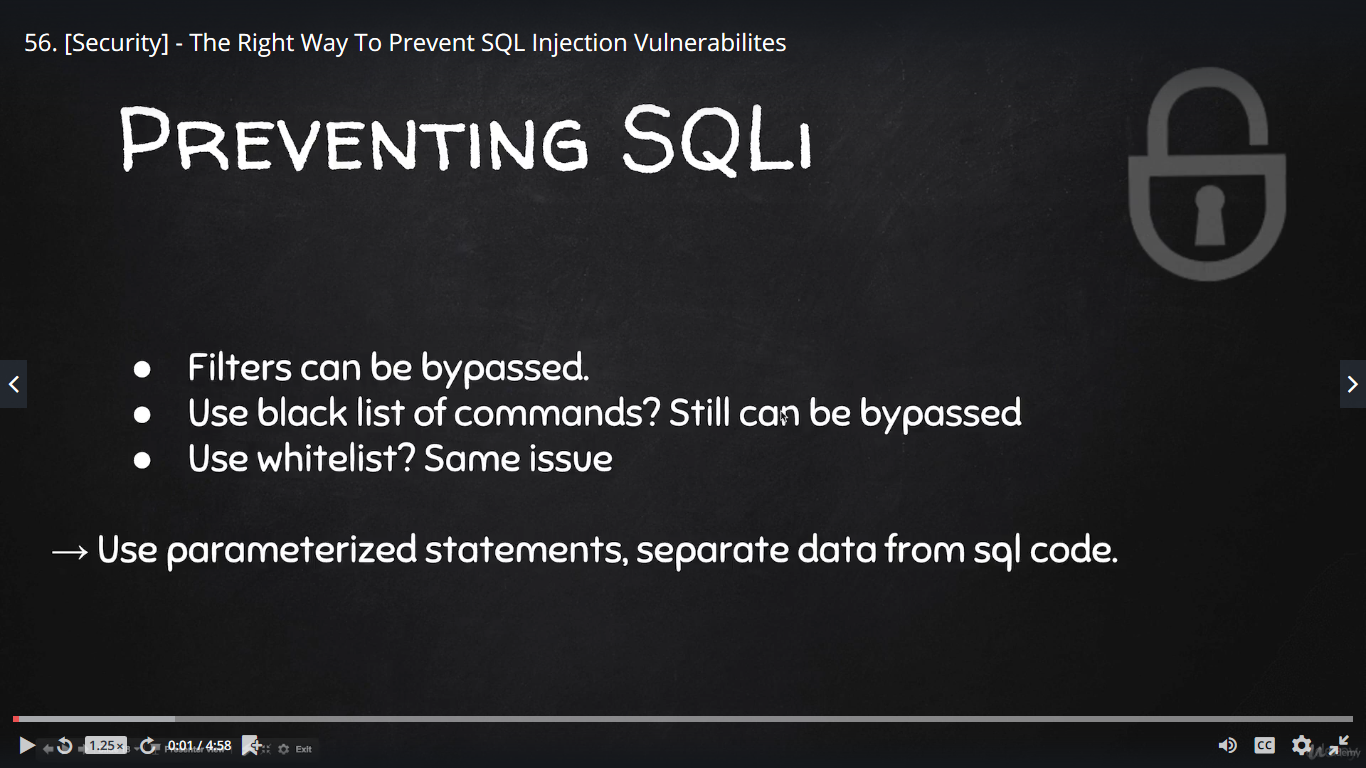 56. [Security] - The Right Way To Prevent SQL Injection Vulnerabilites
PREVENTING SQLI
● Filters can be bypassed.
● Use black list of commands? Still can be bypassed
● Use whitelist? Same issue
→ Use parameterized statements, separate data from sql code.
1.25x 0:01 / 4:58 Exit CC